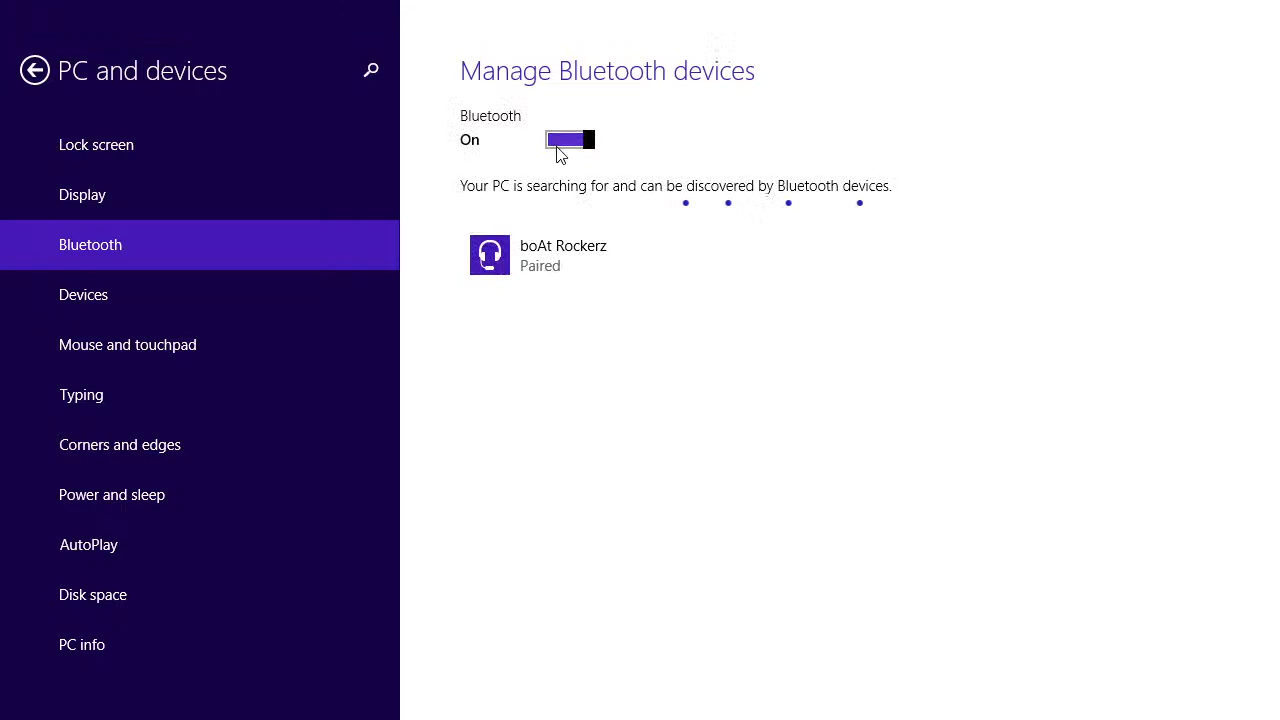 PC and devices
Lock screen
Display
Bluetooth
Devices
Mouse and touchpad
Typing
Corners and edges
Power and sleep
AutoPlay
Disk space
PC info
Manage Bluetooth devices
Bluetooth
On
Your PC is searching for and can be discovered by Bluetooth devices.
boAt Rockerz
Paired